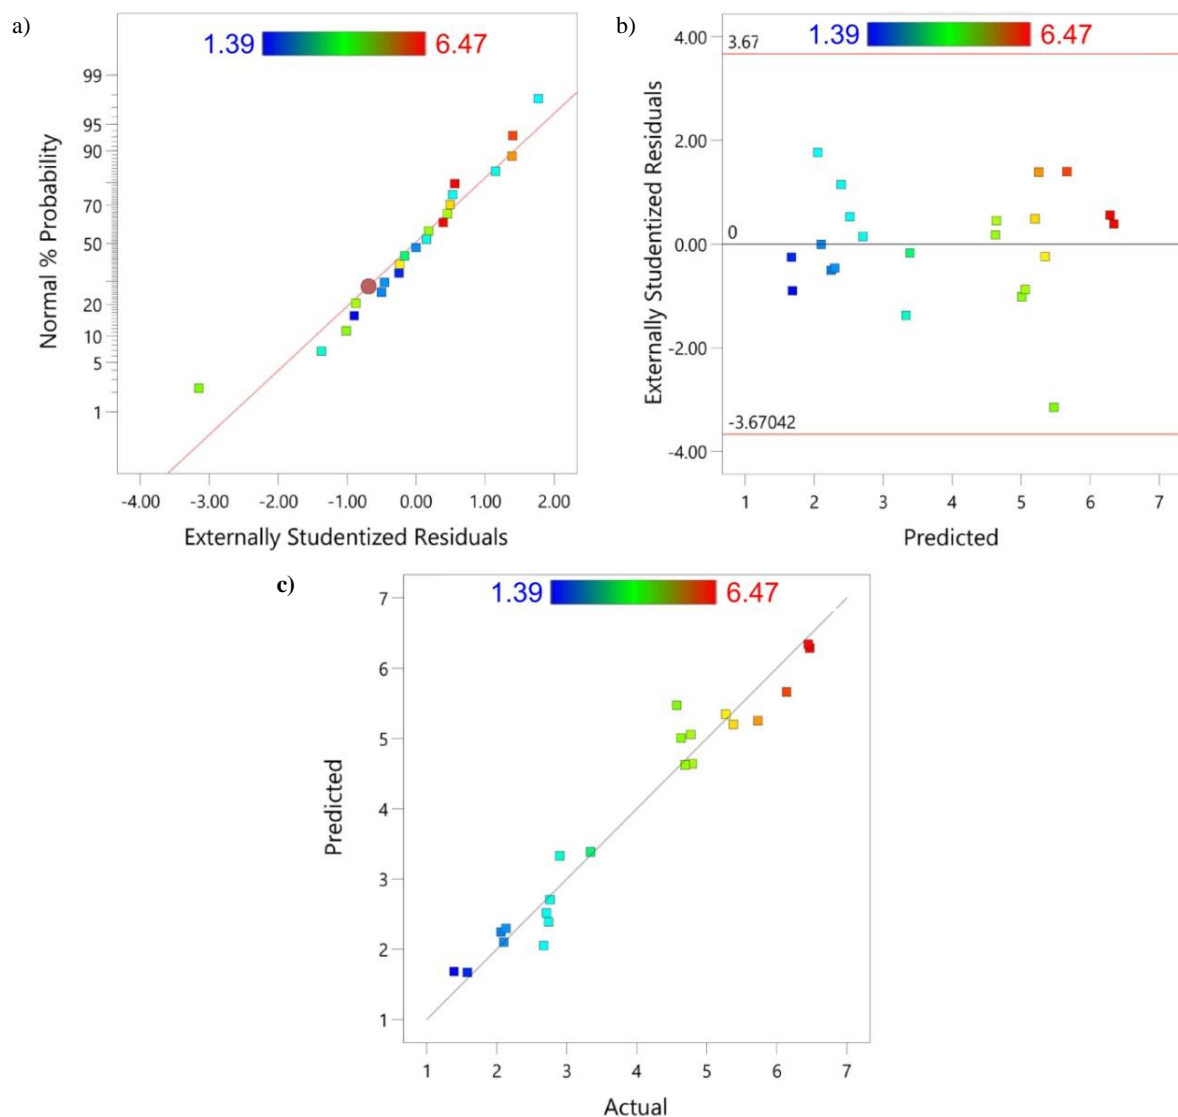 a)
1.39 6.47
99
95
90
70
50
20
10
5
1
Normal % Probability
-4.00 -3.00 -2.00 -1.00 0.00 1.00 2.00
Externally Studentized Residuals
b)
1.39 6.47
4.00
3.67
2.00
0
0.00
-2.00
-3.67042
-4.00
Externally Studentized Residuals
1 2 3 4 5 6 7
Predicted
c)
1.39 6.47
7
6
5
4
3
2
1
Predicted
1 2 3 4 5 6 7
Actual